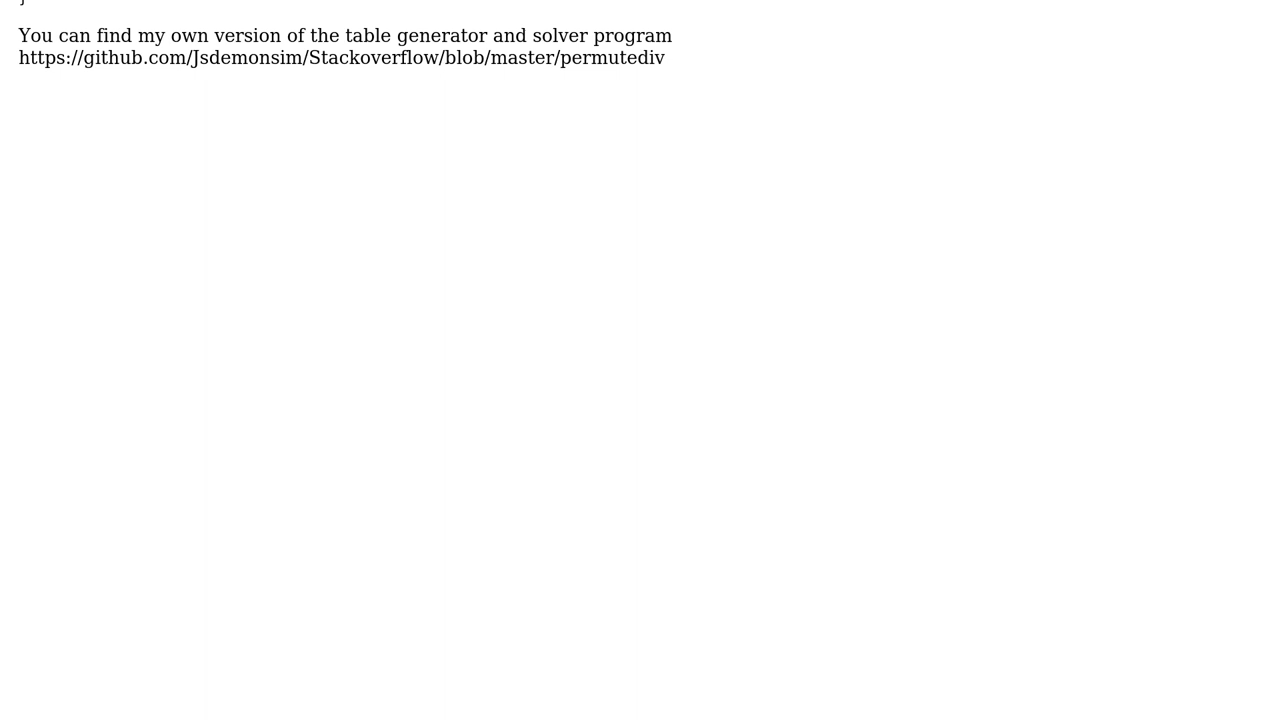 You can find my own version of the table generator and solver program
https://github.com/Jsdemonsim/Stackoverflow/blob/master/permutediv